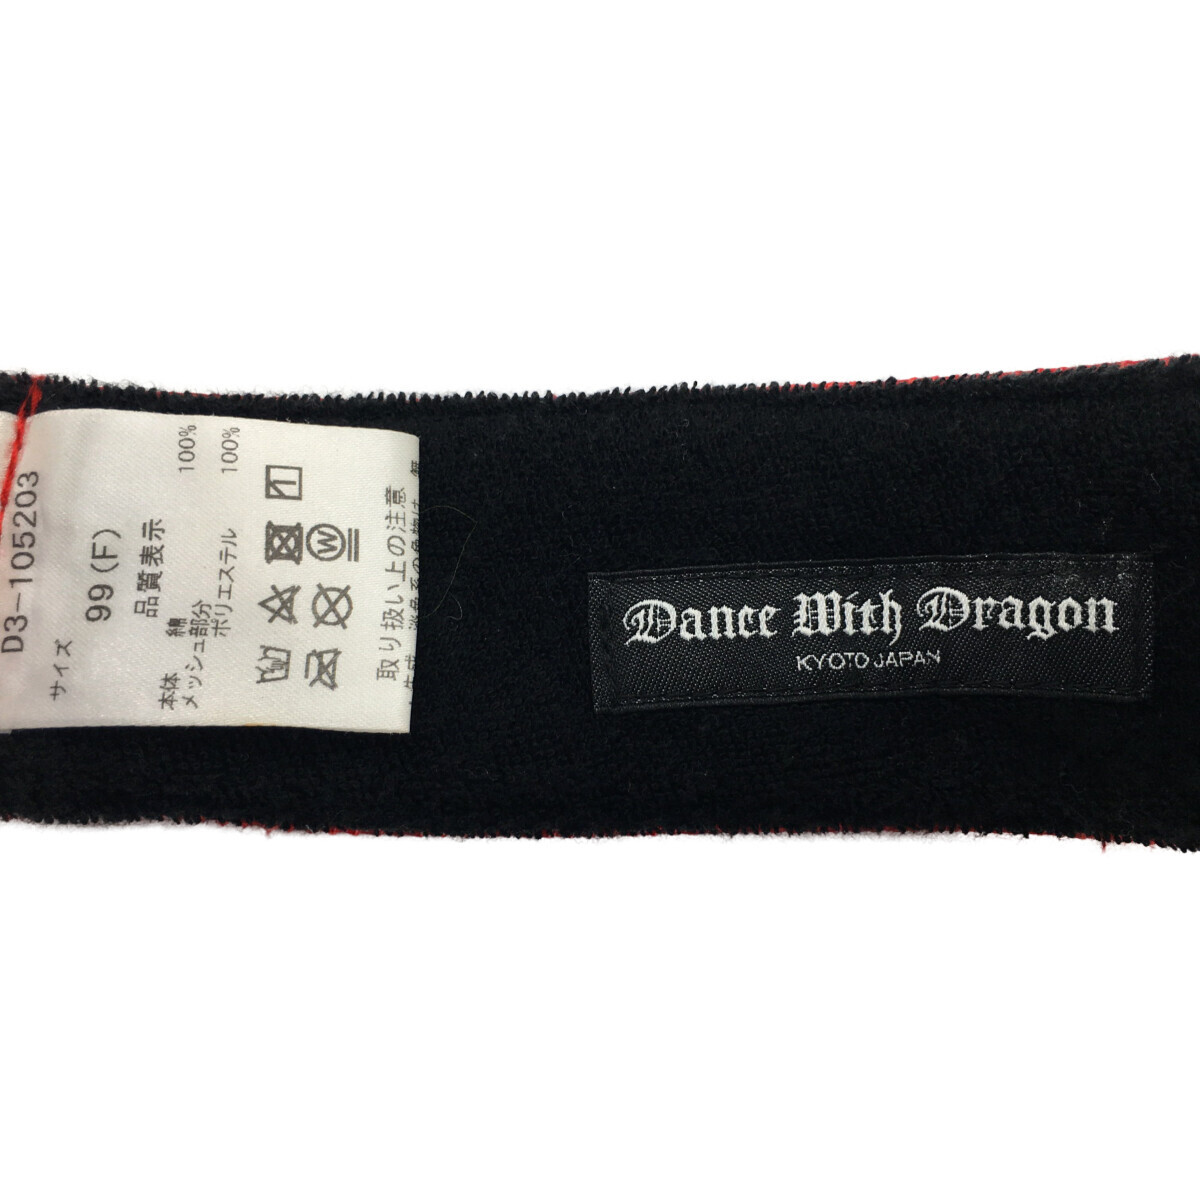 D3-105203
サイズ
99(F)
品質表示
本体 綿 100%
メッシュ部分
ポリエステル 100%
W
取り扱い上の注意
Dance With Dragon
KYOTO JAPAN